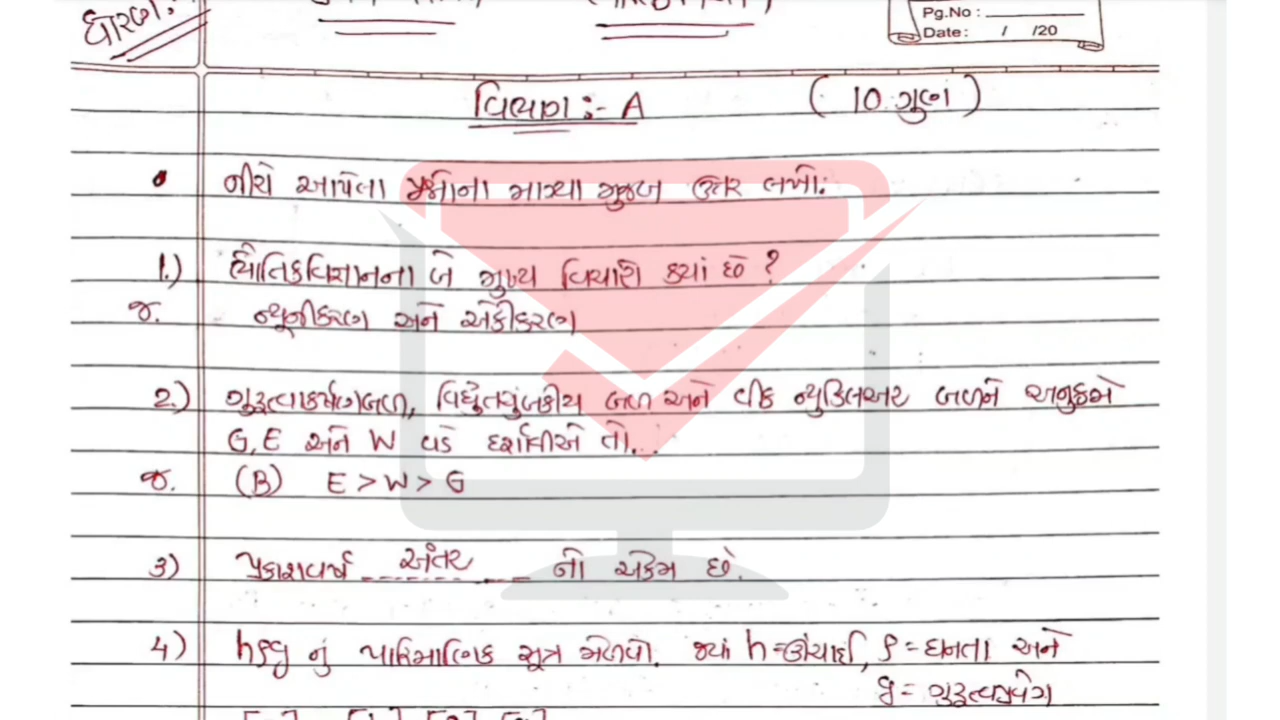 ધોરણ:
Pg.No :
Date : / /20
વિભાગ :- A (10 ગુણ)
નીચે આપેલા પ્રશ્નોના માગ્યા મુજબ ઉત્તર લખો:
1.) ભૌતિકવિજ્ઞાનના બે મુખ્ય વિચારો ક્યાં છે ?
જ. ન્યૂનીકરણ અને એકીકરણ
2.) ગુરુત્વાકર્ષણબળ, વિદ્યુતચુંબકીય બળ અને વીક ન્યુક્લિઅર બળને અનુક્રમે
G, E અને W વડે દર્શાવીએ તો...
જ. (B) E > W > G
3) પ્રકાશવર્ષ અંતર નો એકમ છે.
4) hρg નું પારિમાણિક સૂત્ર મેળવો. જ્યાં h=ઊંચાઈ, ρ=ઘનતા અને
g= ગુરુત્વપ્રવેગ